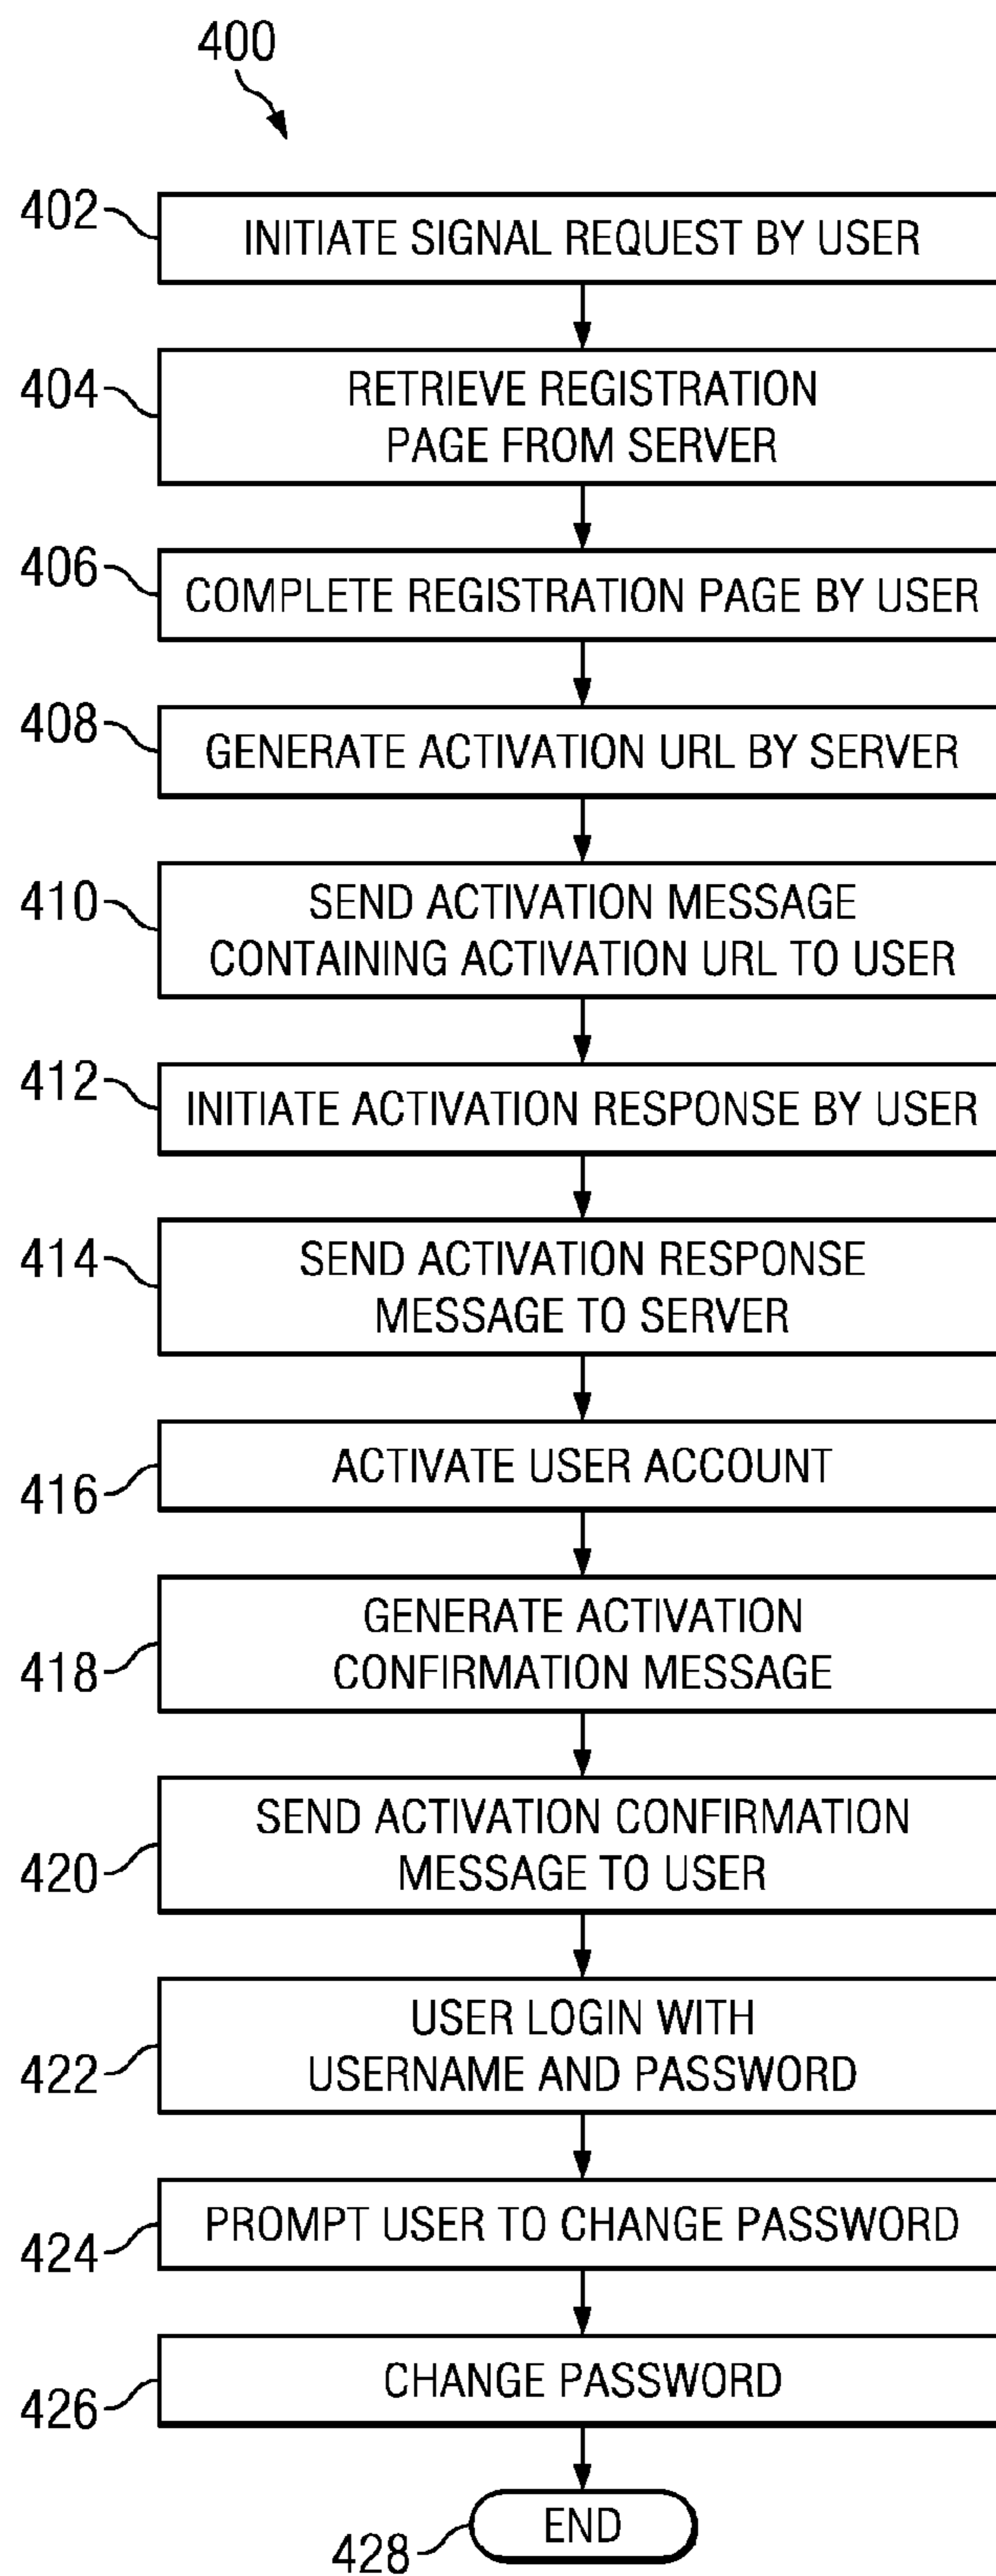 400
402
INITIATE SIGNAL REQUEST BY USER
404
RETRIEVE REGISTRATION
PAGE FROM SERVER
406
COMPLETE REGISTRATION PAGE BY USER
408
GENERATE ACTIVATION URL BY SERVER
410
SEND ACTIVATION MESSAGE
CONTAINING ACTIVATION URL TO USER
412
INITIATE ACTIVATION RESPONSE BY USER
414
SEND ACTIVATION RESPONSE
MESSAGE TO SERVER
416
ACTIVATE USER ACCOUNT
418
GENERATE ACTIVATION
CONFIRMATION MESSAGE
420
SEND ACTIVATION CONFIRMATION
MESSAGE TO USER
422
USER LOGIN WITH
USERNAME AND PASSWORD
424
PROMPT USER TO CHANGE PASSWORD
426
CHANGE PASSWORD
428
END